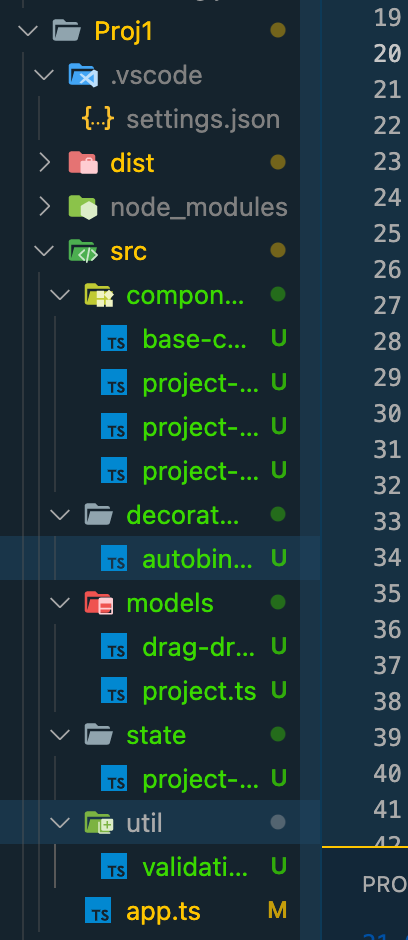 Proj1
.vscode
{..} settings.json
dist
node_modules
src
compon...
TS base-c... U
TS project-... U
TS project-... U
TS project-... U
decorat...
TS autobin... U
models
TS drag-dr... U
TS project.ts U
state
TS project-... U
util
TS validati... U
TS app.ts M
19
20
21
22
23
24
25
26
27
28
29
30
31
32
33
34
35
36
37
38
39
40
41
42
PRO